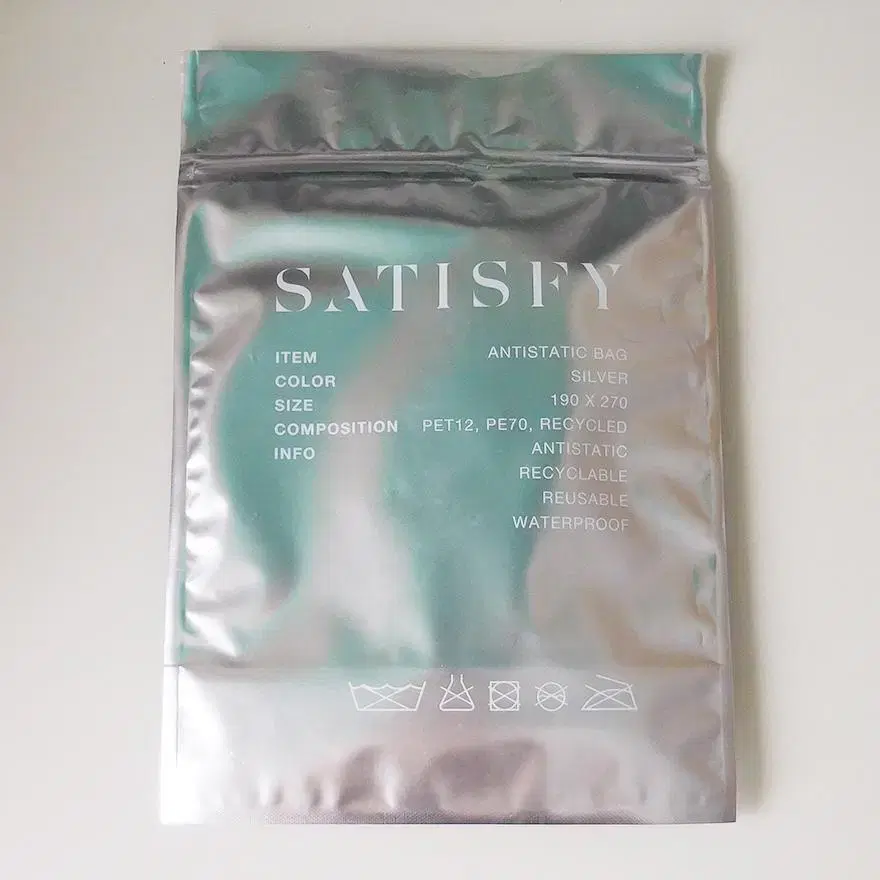 SATISFY
ITEM ANTISTATIC BAG
COLOR SILVER
SIZE 190 X 270
COMPOSITION PET12, PE70, RECYCLED
INFO ANTISTATIC
RECYCLABLE
REUSABLE
WATERPROOF